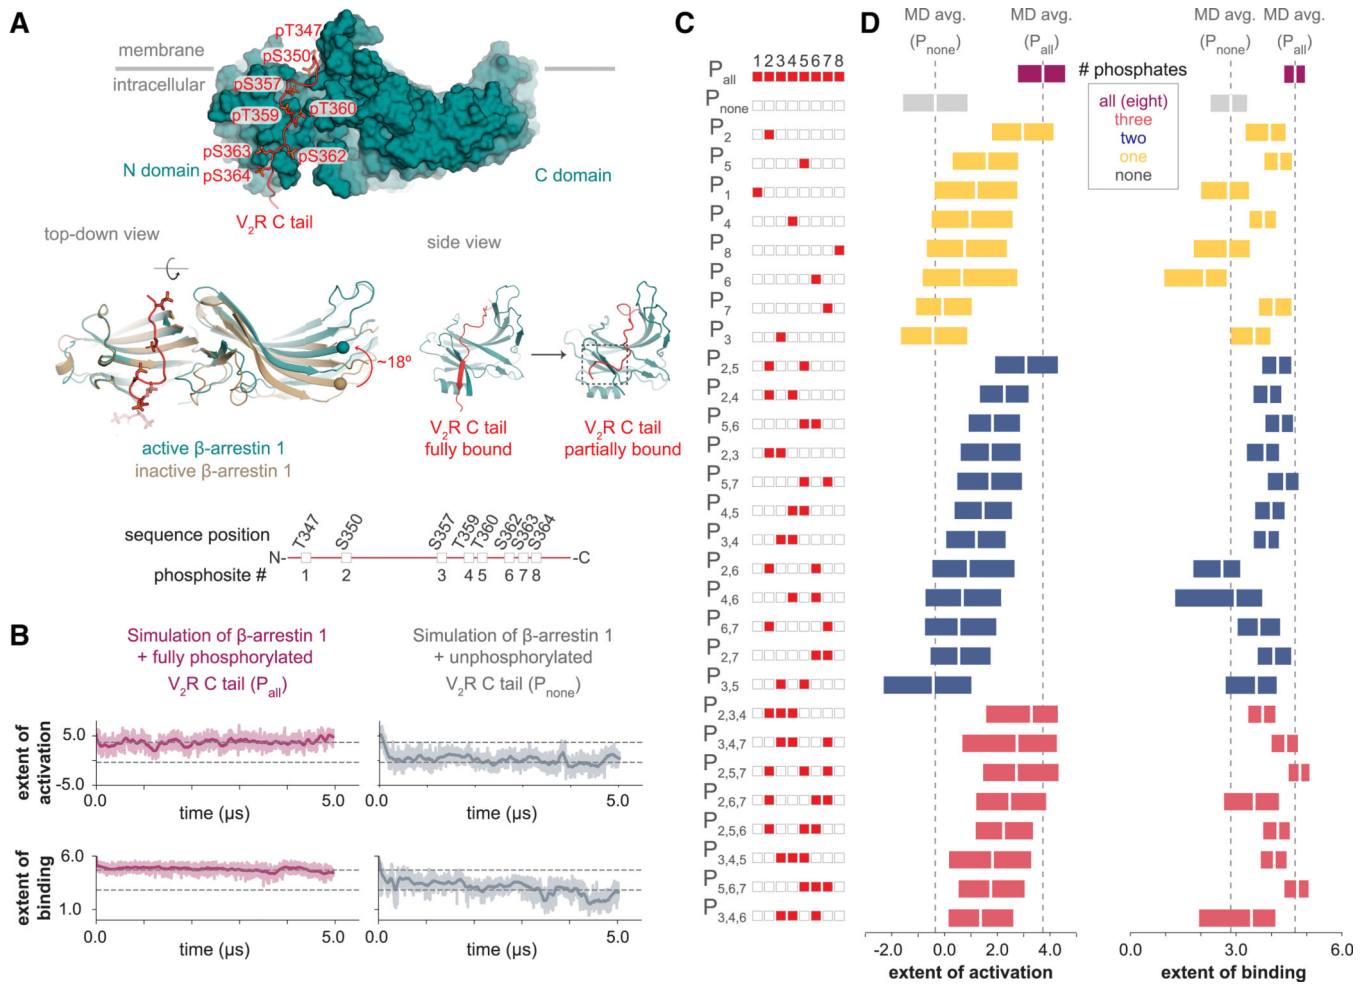 A
membrane
intracellular
pT347
pS350
pS357
pT359
pT360
pS363
pS362
pS364
N domain
C domain
V2R C tail
top-down view
side view
~18º
active β-arrestin 1
inactive β-arrestin 1
V2R C tail
fully bound
V2R C tail
partially bound
sequence position
T347 S350 S357 T359 T360 S362 S363 S364
N- -C
phosphosite # 1 2 3 4 5 6 7 8
B
Simulation of β-arrestin 1
+ fully phosphorylated
V2R C tail (Pall)
Simulation of β-arrestin 1
+ unphosphorylated
V2R C tail (Pnone)
extent of
activation
5.0
-5.0
0.0 5.0
time (µs)
0.0 5.0
time (µs)
extent of
binding
6.0
1.0
0.0 5.0
time (µs)
0.0 5.0
time (µs)
C
1 2 3 4 5 6 7 8
Pall
Pnone
P2
P5
P1
P4
P8
P6
P7
P3
P2,5
P2,4
P5,6
P2,3
P5,7
P4,5
P3,4
P2,6
P4,6
P6,7
P2,7
P3,5
P2,3,4
P3,4,7
P2,5,7
P2,6,7
P2,5,6
P3,4,5
P5,6,7
P3,4,6
D
MD avg.
(Pnone)
MD avg.
(Pall)
MD avg.
(Pnone)
MD avg.
(Pall)
# phosphates
all (eight)
three
two
one
none
-2.0 0.0 2.0 4.0
extent of activation
0.0 3.0 6.0
extent of binding